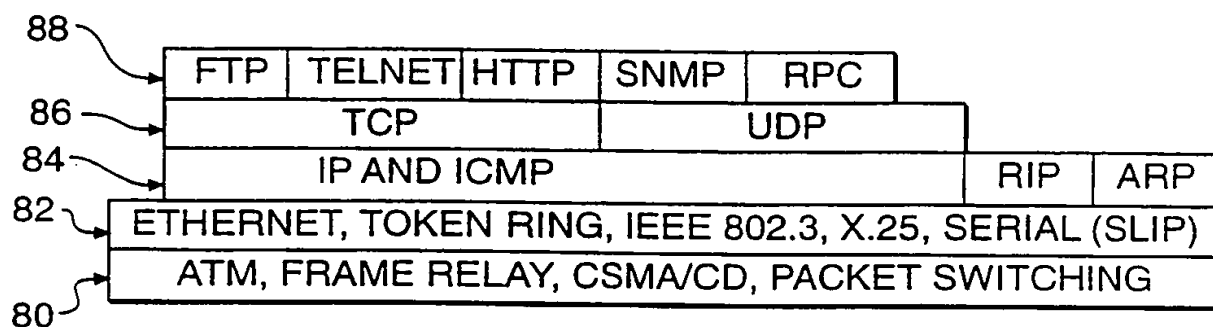 88 FTP TELNET HTTP SNMP RPC
86 TCP UDP
84 IP AND ICMP RIP ARP
82 ETHERNET, TOKEN RING, IEEE 802.3, X.25, SERIAL (SLIP)
80 ATM, FRAME RELAY, CSMA/CD, PACKET SWITCHING